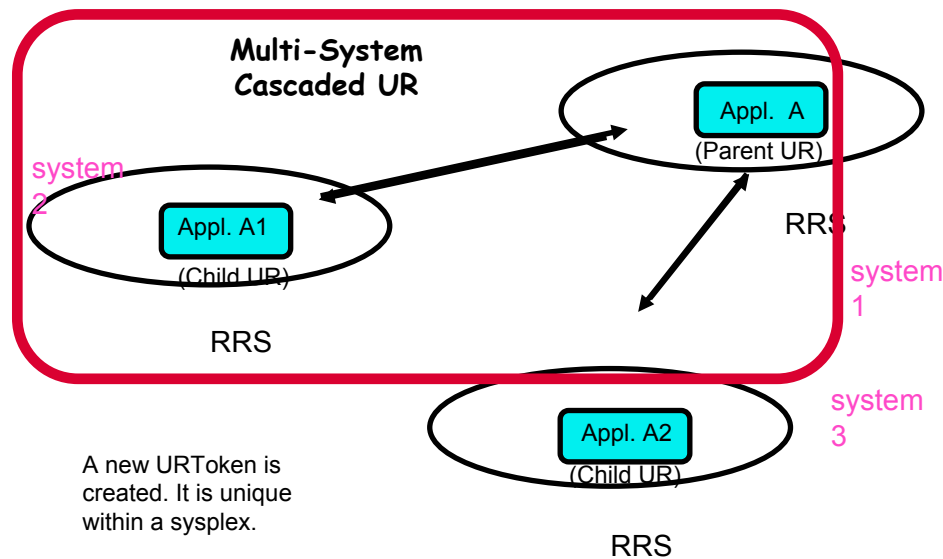 Multi-System
Cascaded UR
Appl. A
(Parent UR)
RRS
system
1
system
2
Appl. A1
(Child UR)
RRS
system
3
Appl. A2
(Child UR)
RRS
A new URToken is
created. It is unique
within a sysplex.